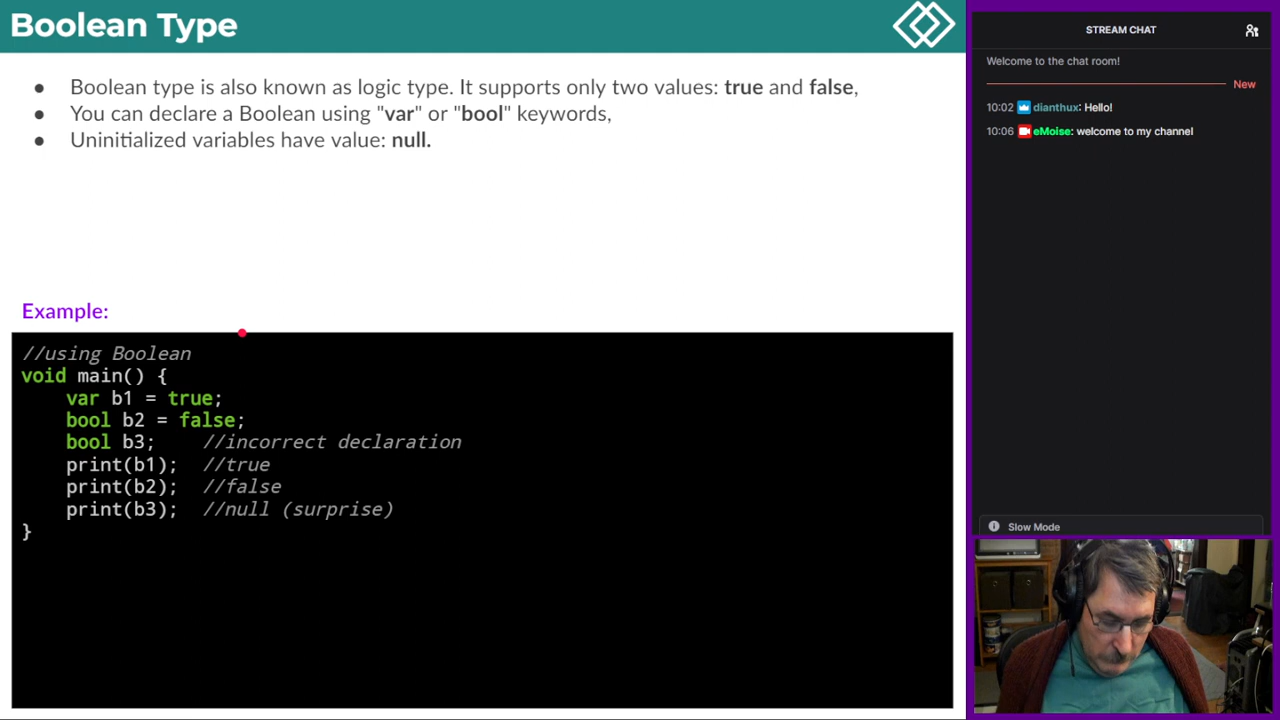 Boolean Type
● Boolean type is also known as logic type. It supports only two values: true and false,
● You can declare a Boolean using "var" or "bool" keywords,
● Uninitialized variables have value: null.
Example:
//using Boolean
void main() {
    var b1 = true;
    bool b2 = false;
    bool b3;    //incorrect declaration
    print(b1);  //true
    print(b2);  //false
    print(b3);  //null (surprise)
}
STREAM CHAT
Welcome to the chat room!
New
10:02 dianthux: Hello!
10:06 eMoise: welcome to my channel
Slow Mode